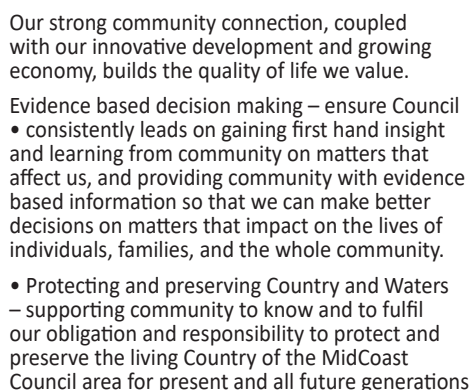 Our strong community connection, coupled
with our innovative development and growing
economy, builds the quality of life we value.
Evidence based decision making – ensure Council
• consistently leads on gaining first hand insight
and learning from community on matters that
affect us, and providing community with evidence
based information so that we can make better
decisions on matters that impact on the lives of
individuals, families, and the whole community.
• Protecting and preserving Country and Waters
– supporting community to know and to fulfil
our obligation and responsibility to protect and
preserve the living Country of the MidCoast
Council area for present and all future generations